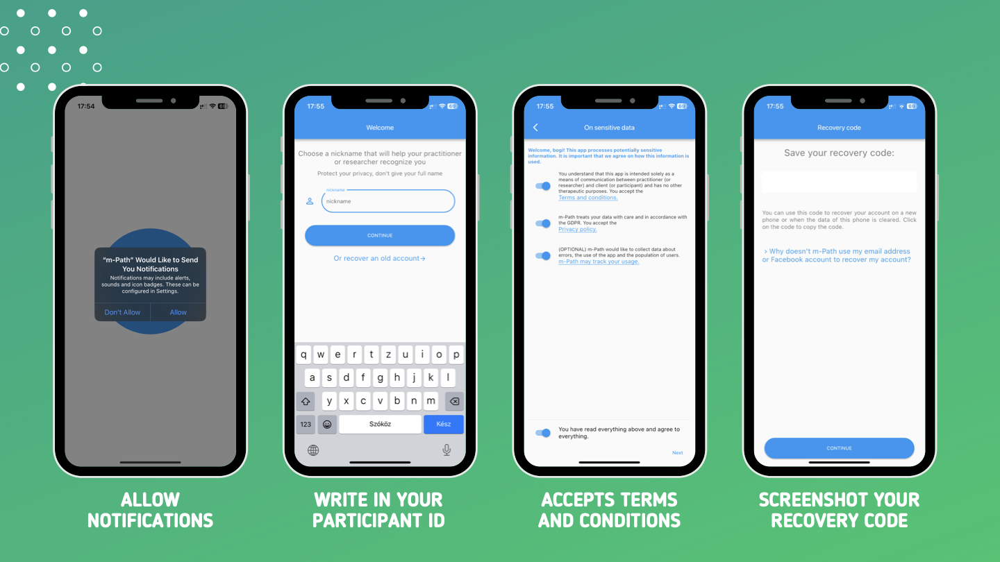 17:54
“m-Path” Would Like to Send
You Notifications
Notifications may include alerts,
sounds and icon badges. These can be
configured in Settings.
Don’t Allow
Allow
ALLOW
NOTIFICATIONS
17:55
Welcome
Choose a nickname that will help your practitioner
or researcher recognize you
Protect your privacy, don’t give your full name
nickname
nickname
CONTINUE
Or recover an old account→
q w e r t z u i o p
a s d f g h j k l
y x c v b n m
123
Szóköz
Kész
WRITE IN YOUR
PARTICIPANT ID
17:55
On sensitive data
Welcome, bogi! This app processes potentially sensitive
information. It is important that we agree on how this information is
used.
You understand that this app is intended solely as a
means of communication between practitioner (or
researcher) and client (or participant) and has no other
therapeutic purposes. You accept the
Terms and conditions.
m-Path treats your data with care and in accordance with
the GDPR. You accept the
Privacy policy.
(OPTIONAL) m-Path would like to collect data about
errors, the use of the app and the population of users.
m-Path may track your usage.
You have read everything above and agree to
everything.
Next
ACCEPTS TERMS
AND CONDITIONS
17:55
Recovery code
Save your recovery code:
You can use this code to recover your account on a new
phone or when the data of this phone is cleared. Click
on the code to copy the code.
> Why doesn't m-Path use my email address
or Facebook account to recover my account?
CONTINUE
SCREENSHOT YOUR
RECOVERY CODE